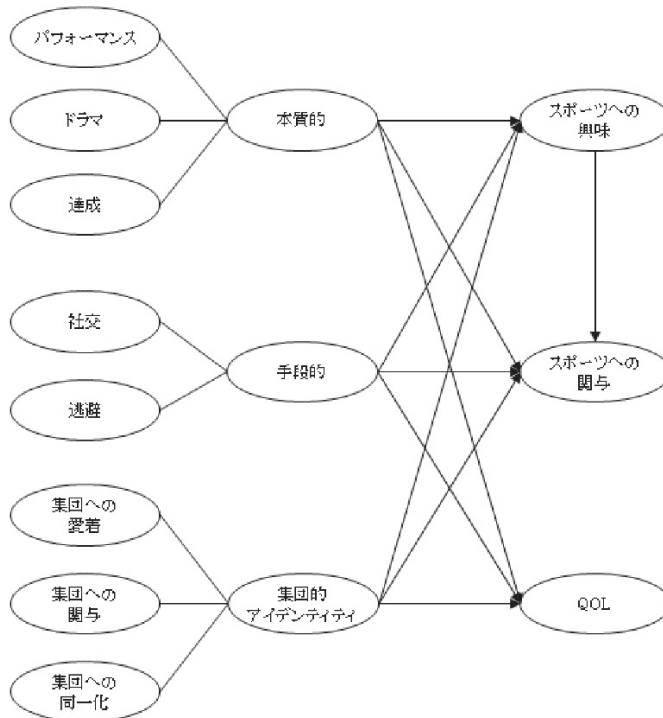 パフォーマンス
ドラマ
達成
社交
逃避
集団への
愛着
集団への
関与
集団への
同一化
本質的
手段的
集団的
アイデンティティ
スポーツへの
興味
スポーツへの
関与
QOL